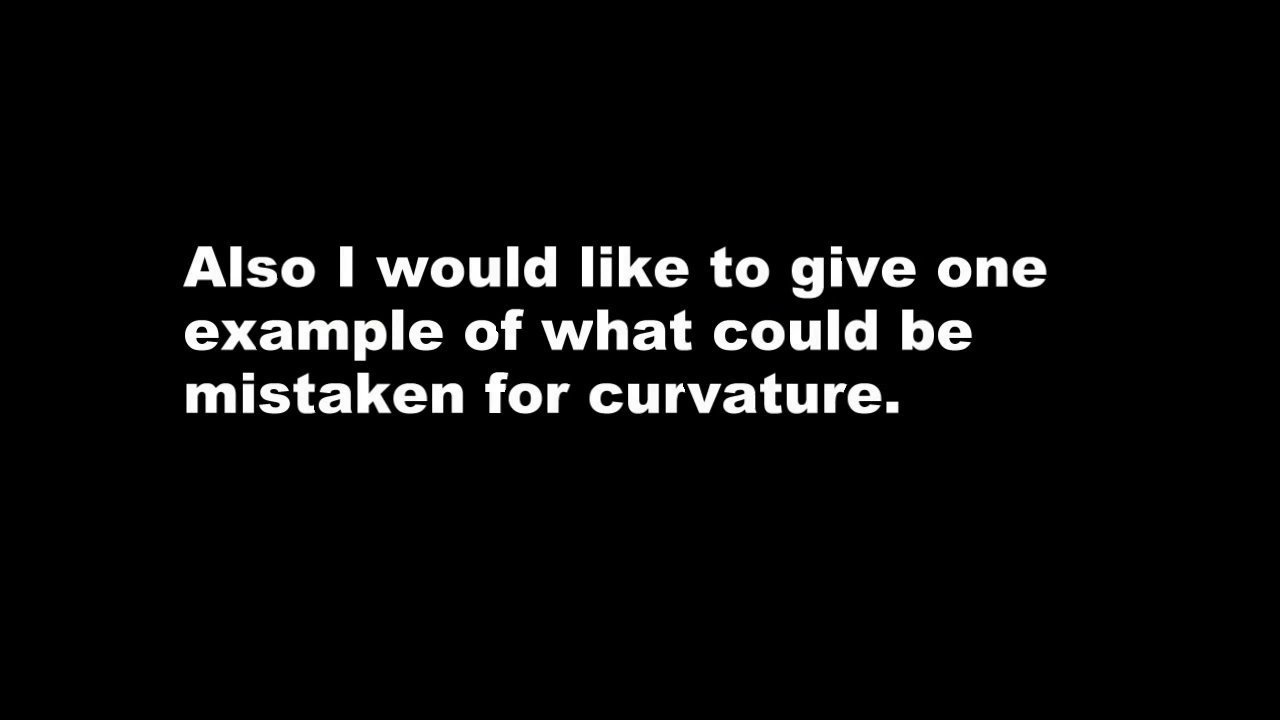 Also I would like to give one
example of what could be
mistaken for curvature.